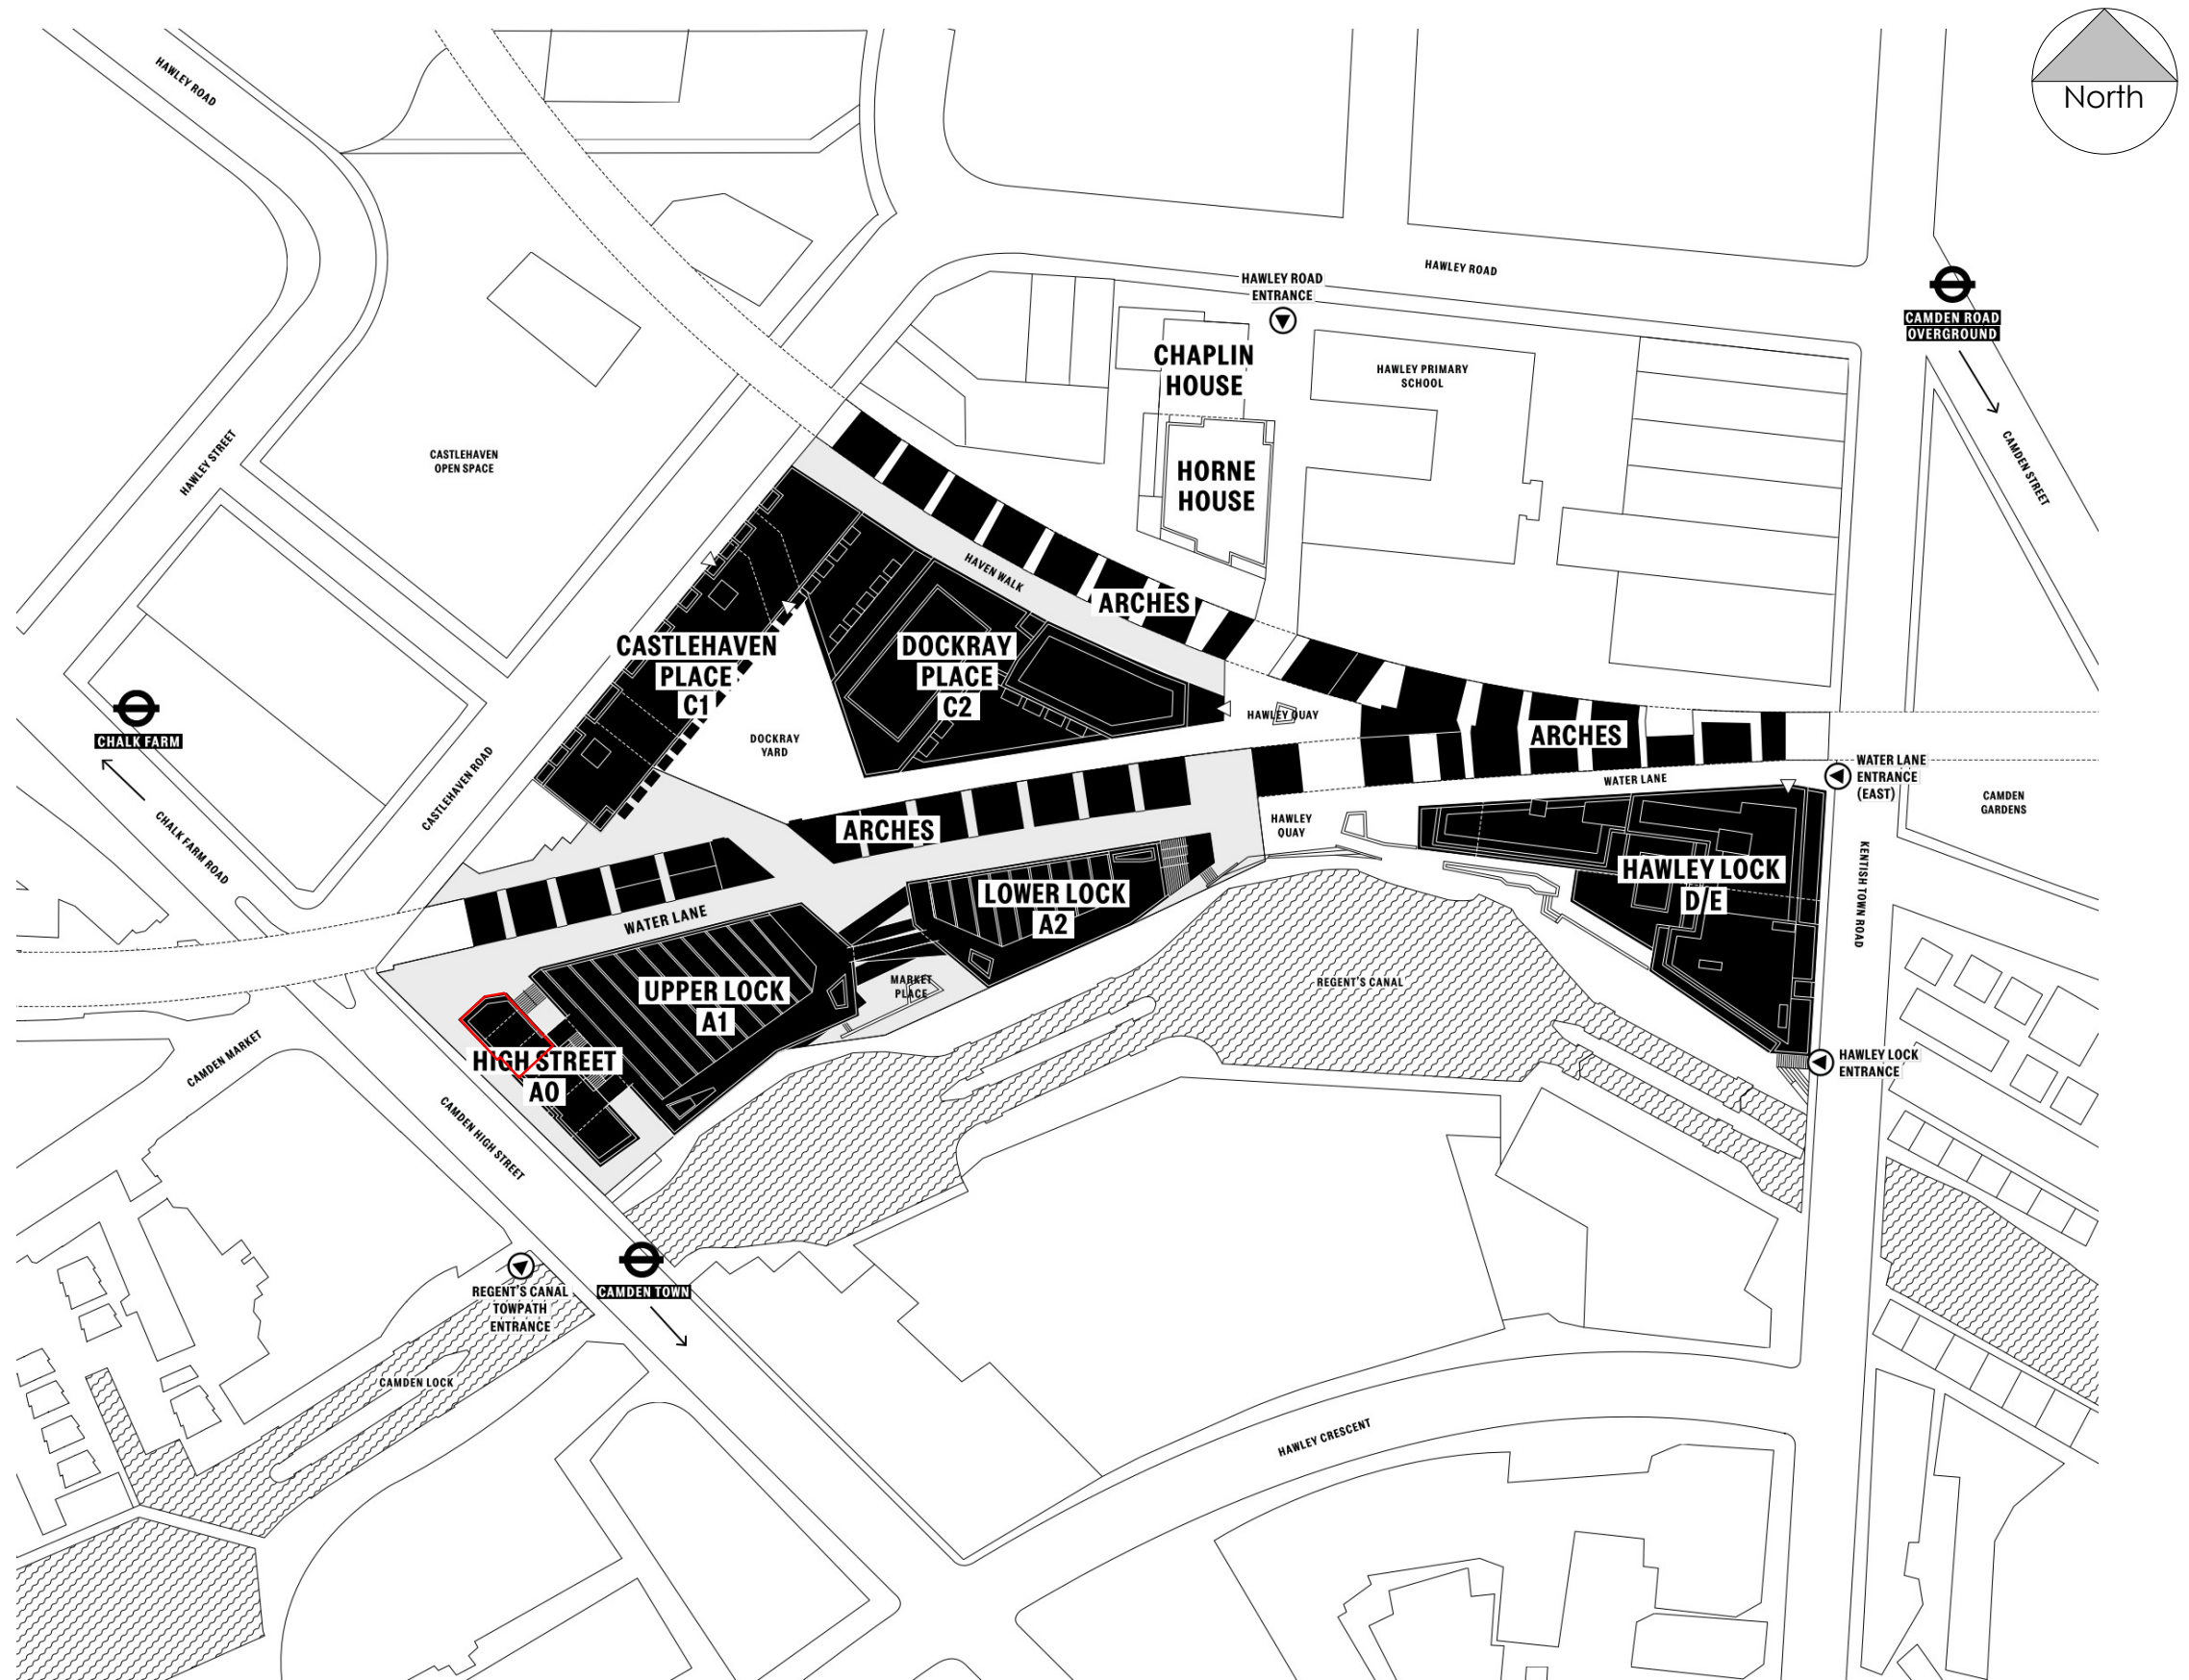 North
HAWLEY ROAD
HAWLEY ROAD
HAWLEY ROAD
ENTRANCE
CAMDEN ROAD
OVERGROUND
CHAPLIN
HOUSE
HAWLEY PRIMARY
SCHOOL
HAWLEY STREET
CASTLEHAVEN
OPEN SPACE
HORNE
HOUSE
CAMDEN STREET
HAVEN WALK
ARCHES
CASTLEHAVEN
PLACE
C1
DOCKRAY
PLACE
C2
HAWLEY QUAY
CHALK FARM
DOCKRAY
YARD
ARCHES
WATER LANE
WATER LANE
ENTRANCE
(EAST)
CAMDEN
GARDENS
CASTLEHAVEN ROAD
CHALK FARM ROAD
ARCHES
HAWLEY
QUAY
HAWLEY LOCK
D/E
KENTISH TOWN ROAD
LOWER LOCK
A2
WATER LANE
UPPER LOCK
A1
MARKET
PLACE
REGENT'S CANAL
CAMDEN MARKET
HIGH STREET
A0
HAWLEY LOCK
ENTRANCE
CAMDEN HIGH STREET
REGENT'S CANAL
TOWPATH
ENTRANCE
CAMDEN TOWN
CAMDEN LOCK
HAWLEY CRESCENT